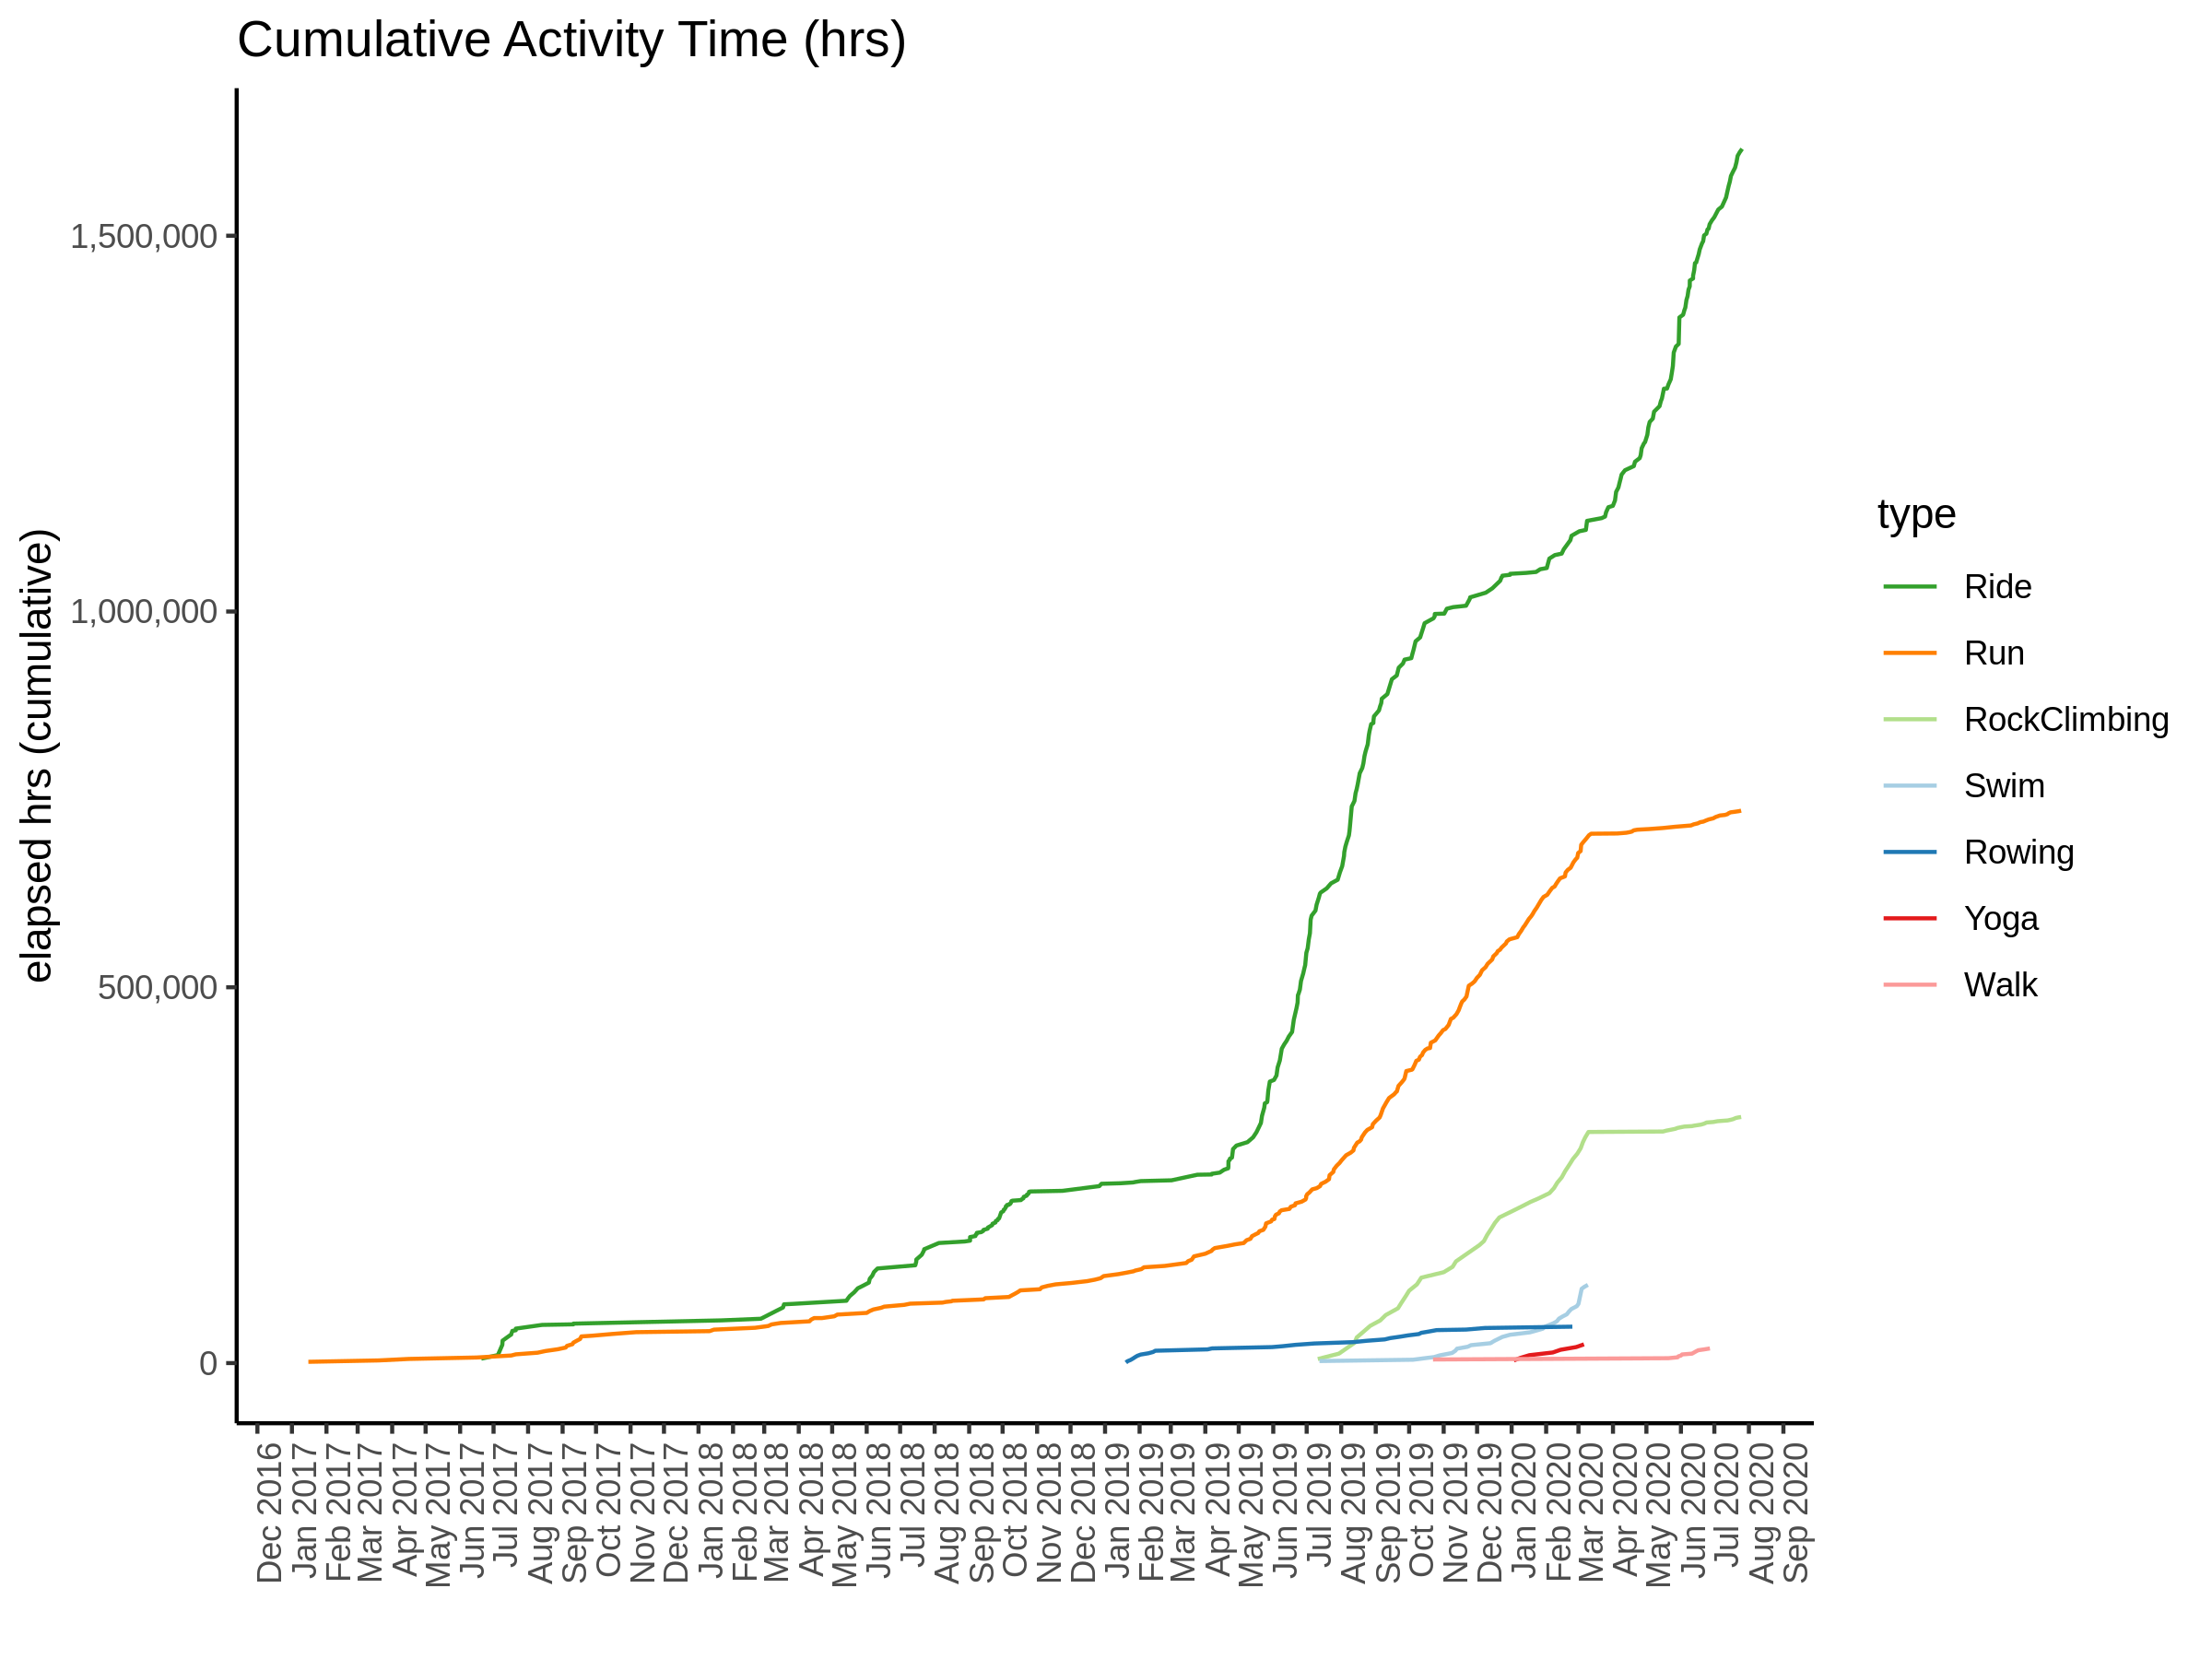 Cumulative Activity Time (hrs)
elapsed hrs (cumulative)
1,500,000
1,000,000
500,000
0
Dec 2016
Jan 2017
Feb 2017
Mar 2017
Apr 2017
May 2017
Jun 2017
Jul 2017
Aug 2017
Sep 2017
Oct 2017
Nov 2017
Dec 2017
Jan 2018
Feb 2018
Mar 2018
Apr 2018
May 2018
Jun 2018
Jul 2018
Aug 2018
Sep 2018
Oct 2018
Nov 2018
Dec 2018
Jan 2019
Feb 2019
Mar 2019
Apr 2019
May 2019
Jun 2019
Jul 2019
Aug 2019
Sep 2019
Oct 2019
Nov 2019
Dec 2019
Jan 2020
Feb 2020
Mar 2020
Apr 2020
May 2020
Jun 2020
Jul 2020
Aug 2020
Sep 2020
type
Ride
Run
RockClimbing
Swim
Rowing
Yoga
Walk